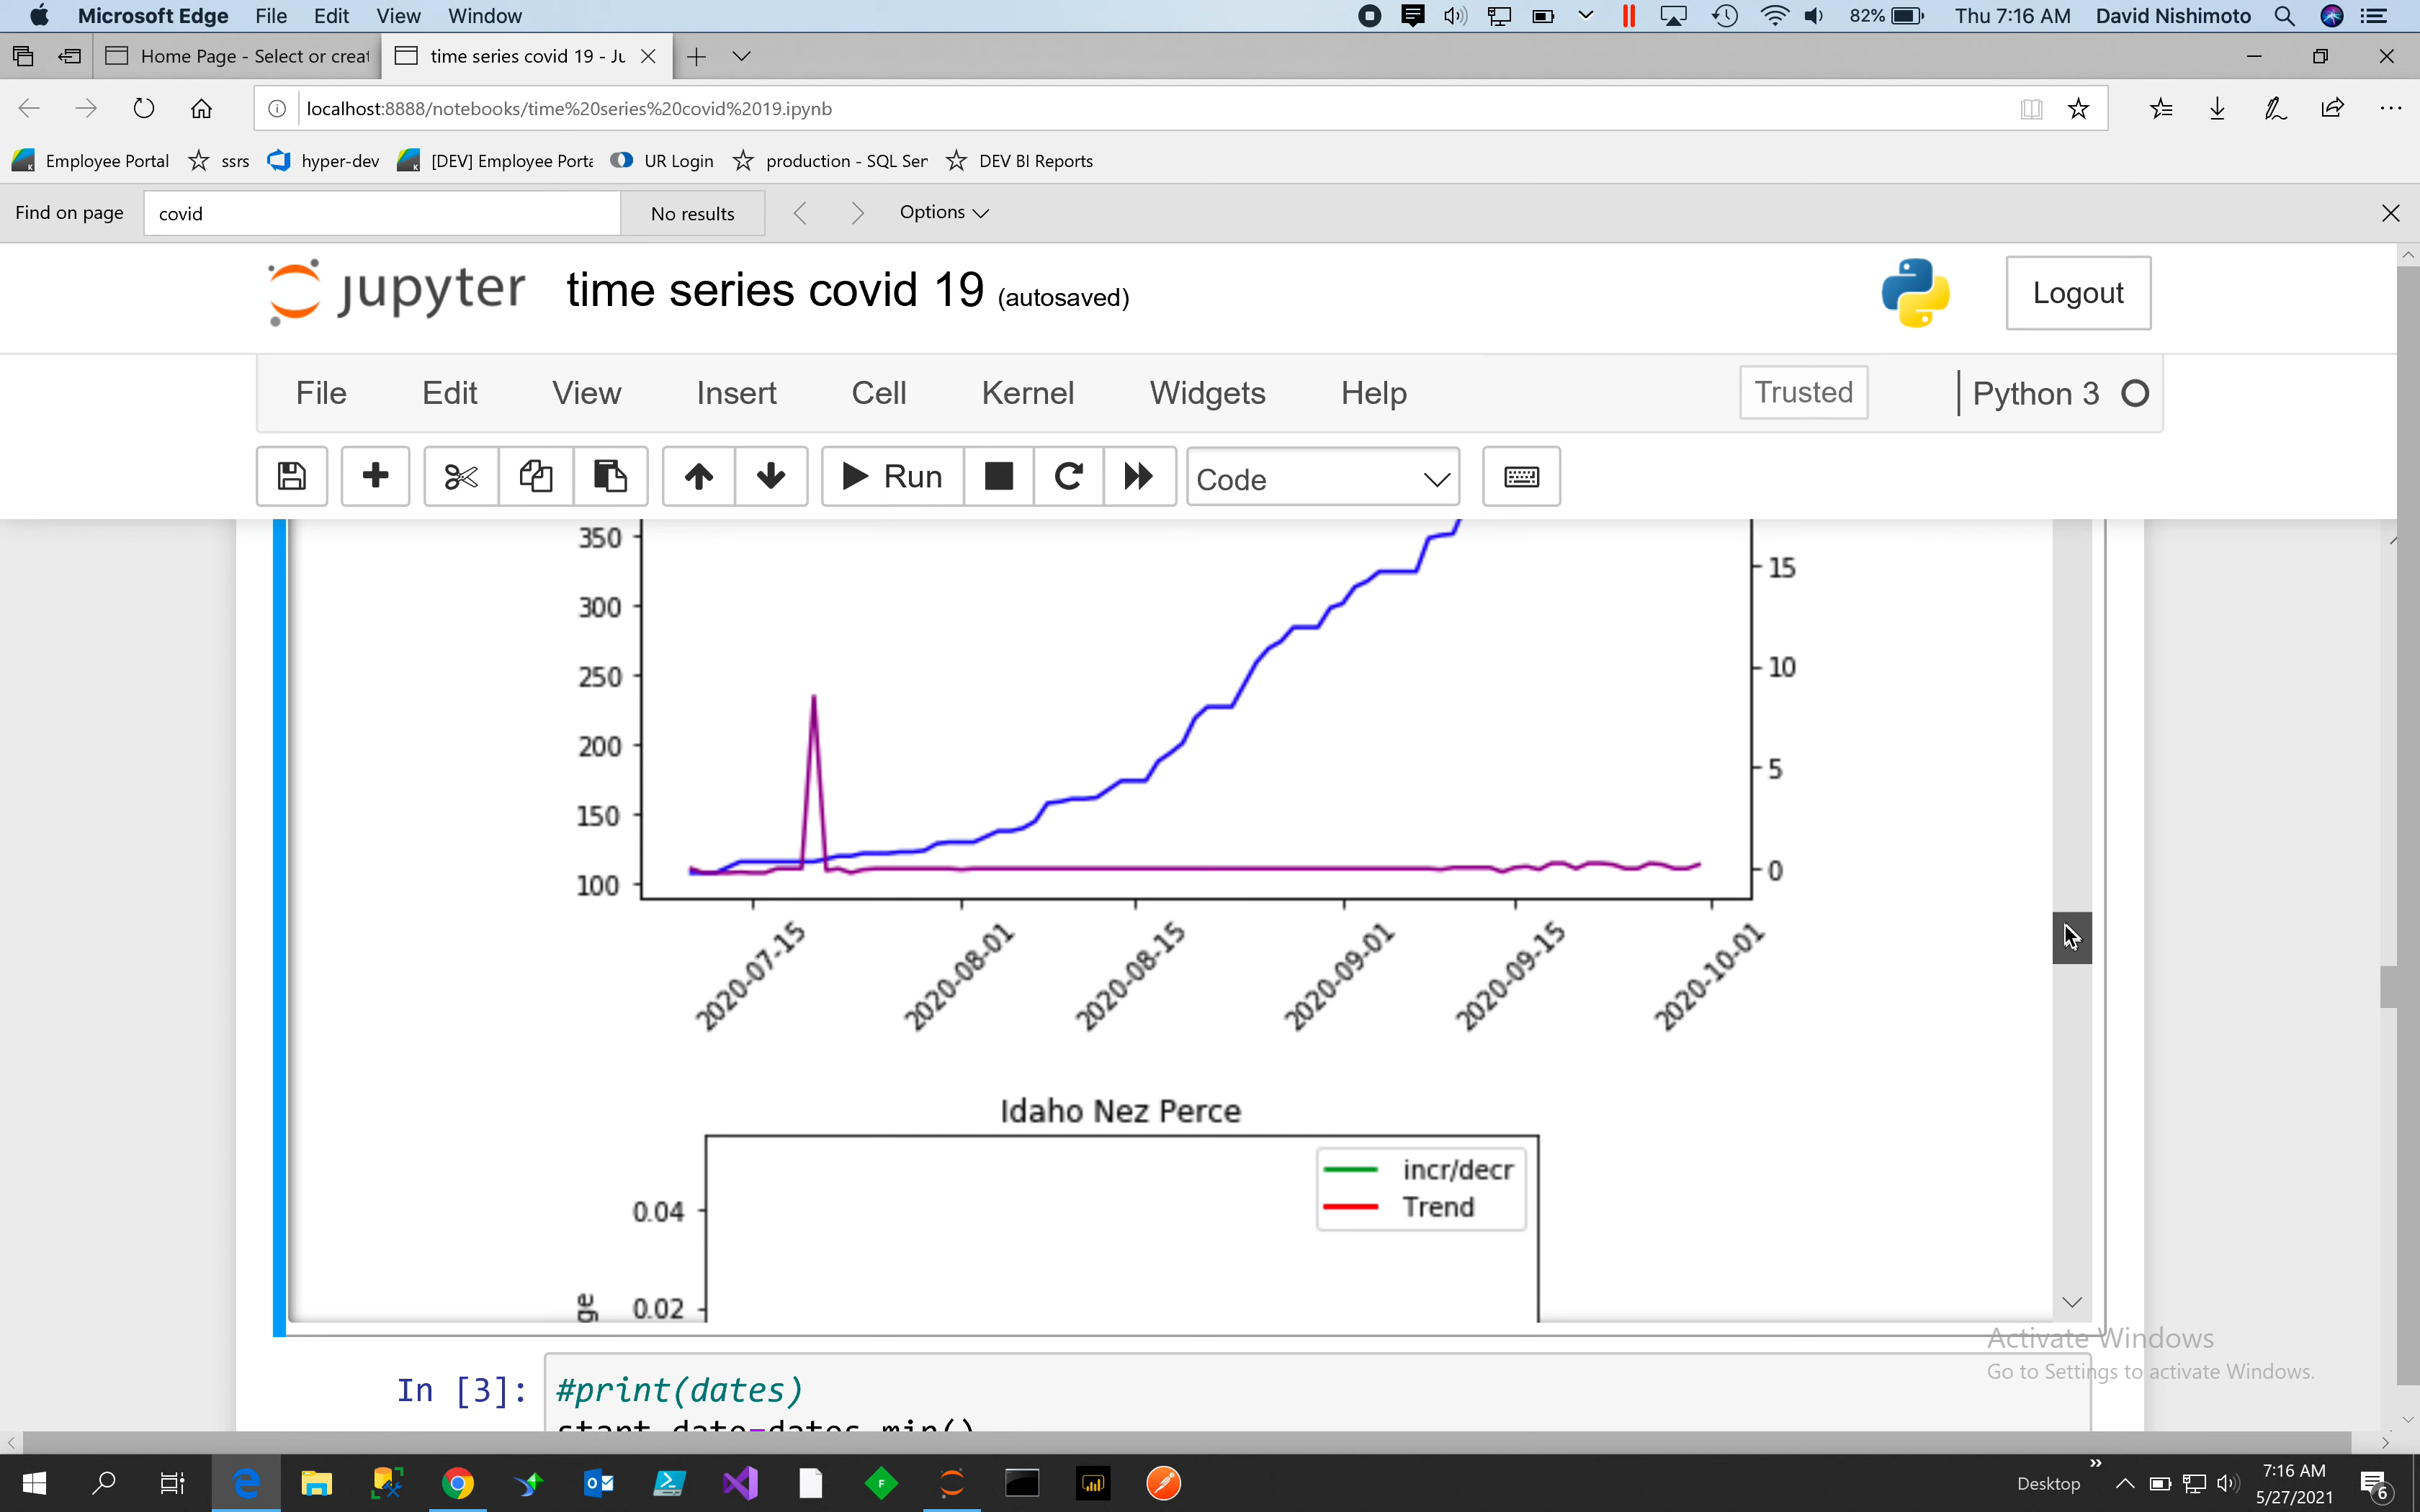 Microsoft Edge File Edit View Window 82% Thu 7:16 AM David Nishimoto
Home Page - Select or creat time series covid 19 - Ju
localhost:8888/notebooks/time%20series%20covid%2019.ipynb
Employee Portal ssrs hyper-dev [DEV] Employee Porta UR Login production - SQL Ser DEV BI Reports
Find on page covid No results Options
jupyter time series covid 19 (autosaved) Logout
File Edit View Insert Cell Kernel Widgets Help Trusted Python 3
Run Code
350
300
250
200
150
100
15
10
5
0
2020-07-15 2020-08-01 2020-08-15 2020-09-01 2020-09-15 2020-10-01
Idaho Nez Perce
incr/decr
Trend
0.04
0.02
ge
Activate Windows
Go to Settings to activate Windows.
In [3]: #print(dates)
start_date=dates.min()
Desktop
7:16 AM
5/27/2021
6